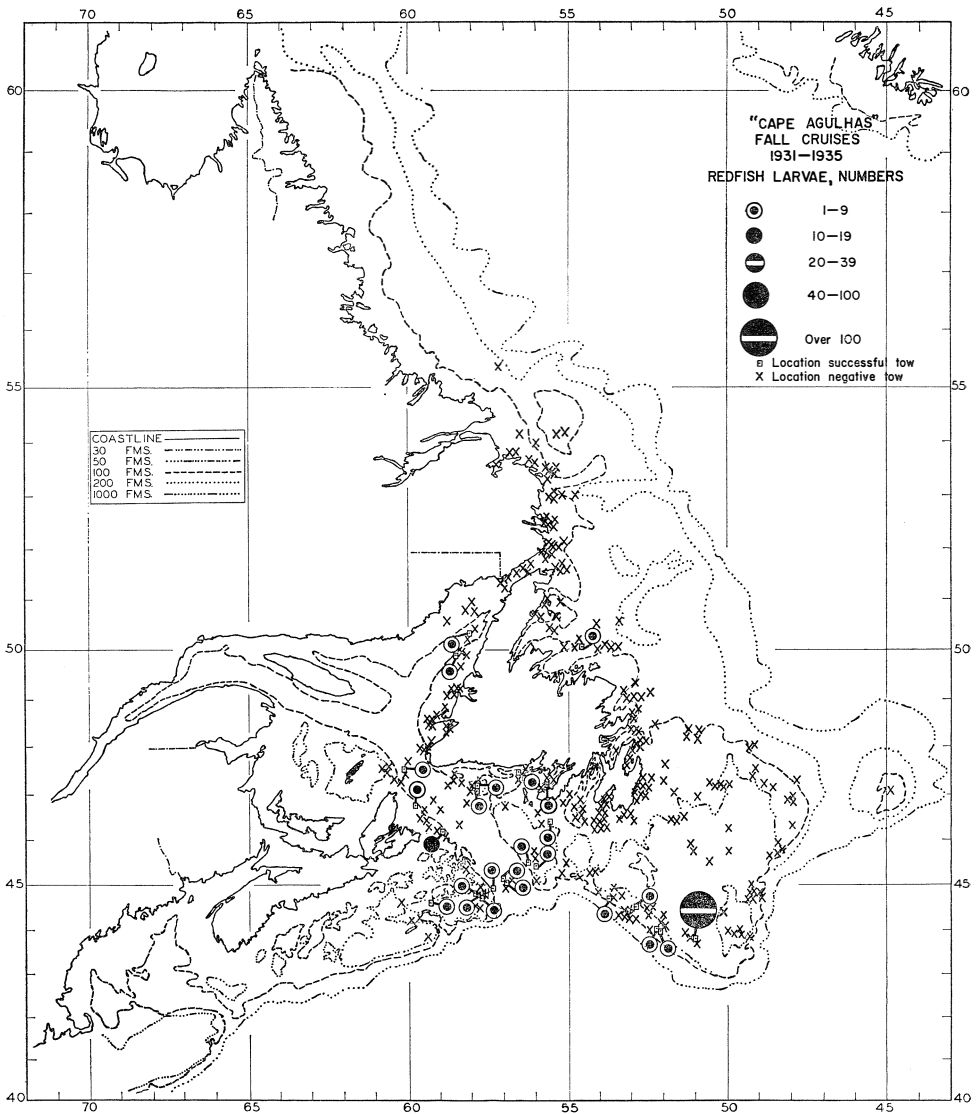 70 60 55 50 45
60 60
"CAPE AGULHAS"
FALL CRUISES
1931—1935
REDFISH LARVAE, NUMBERS
1—9
10—19
20—39
40—100
Over 100
Location successful tow
X Location negative tow
55 55
COASTLINE
30 FMS.
50 FMS.
100 FMS.
200 FMS.
1000 FMS.
50 50
45 45
40 40
70 65 60 55 50 45